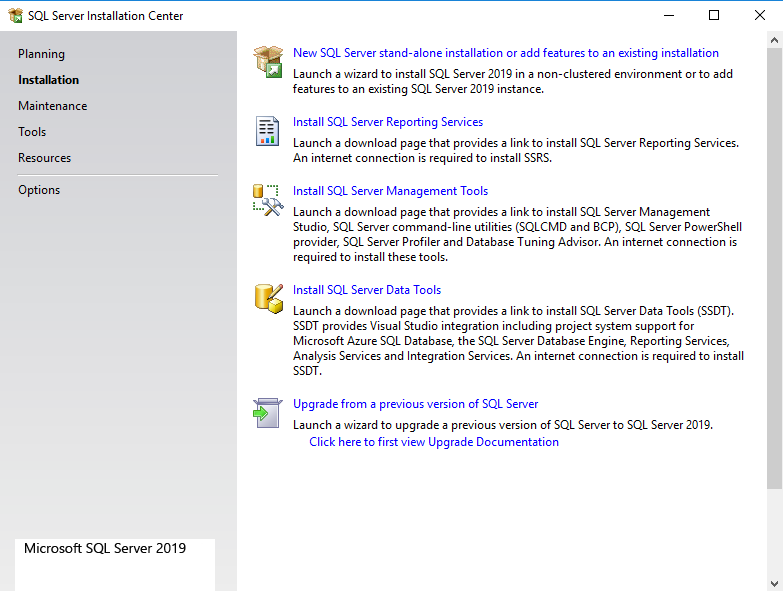 SQL Server Installation Center
Planning
Installation
Maintenance
Tools
Resources
Options
Microsoft SQL Server 2019
New SQL Server stand-alone installation or add features to an existing installation
Launch a wizard to install SQL Server 2019 in a non-clustered environment or to add
features to an existing SQL Server 2019 instance.
Install SQL Server Reporting Services
Launch a download page that provides a link to install SQL Server Reporting Services.
An internet connection is required to install SSRS.
Install SQL Server Management Tools
Launch a download page that provides a link to install SQL Server Management
Studio, SQL Server command-line utilities (SQLCMD and BCP), SQL Server PowerShell
provider, SQL Server Profiler and Database Tuning Advisor. An internet connection is
required to install these tools.
Install SQL Server Data Tools
Launch a download page that provides a link to install SQL Server Data Tools (SSDT).
SSDT provides Visual Studio integration including project system support for
Microsoft Azure SQL Database, the SQL Server Database Engine, Reporting Services,
Analysis Services and Integration Services. An internet connection is required to install
SSDT.
Upgrade from a previous version of SQL Server
Launch a wizard to upgrade a previous version of SQL Server to SQL Server 2019.
Click here to first view Upgrade Documentation